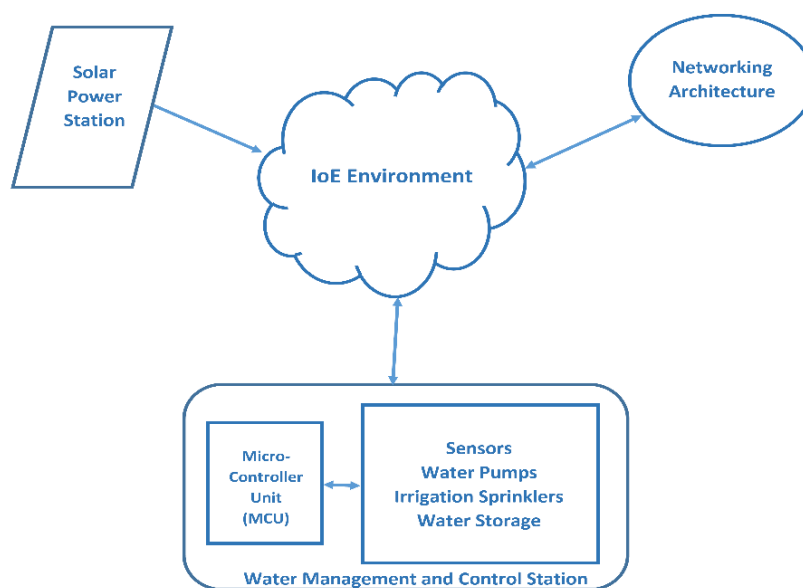 Solar
Power
Station
Networking
Architecture
IoE Environment
Micro-
Controller
Unit
(MCU)
Sensors
Water Pumps
Irrigation Sprinklers
Water Storage
Water Management and Control Station